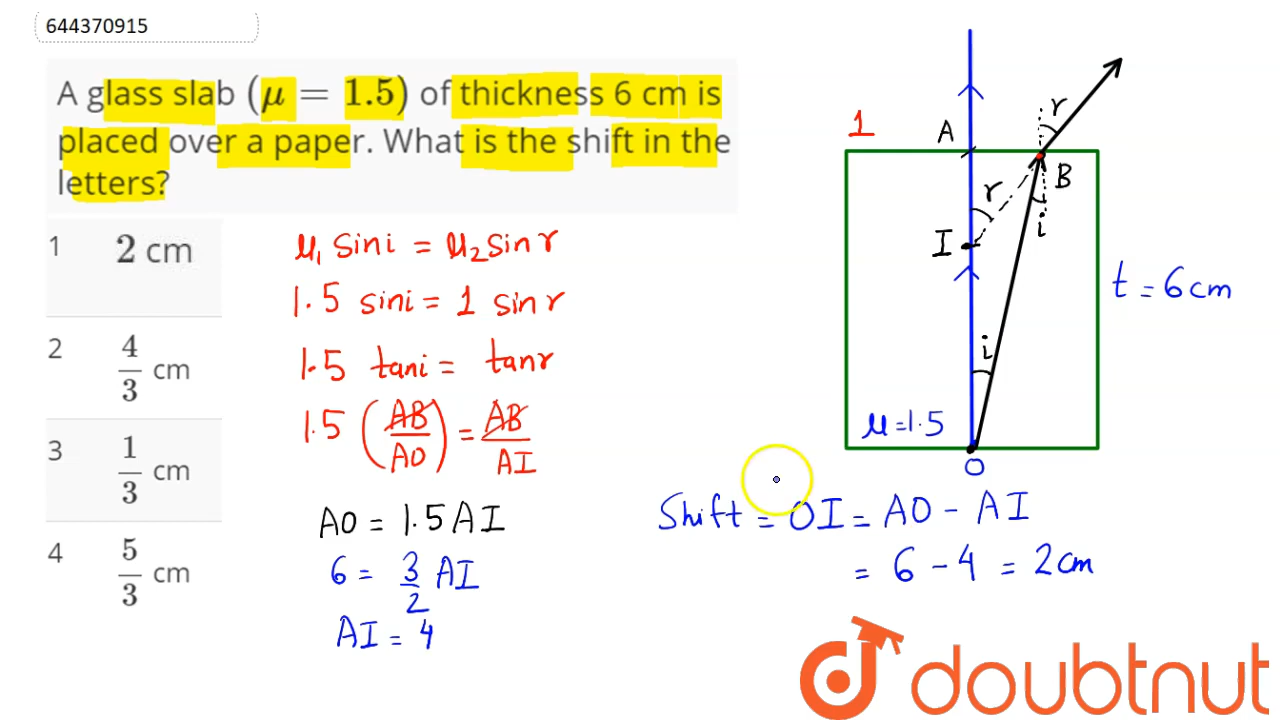 644370915
A glass slab (μ = 1.5) of thickness 6 cm is
placed over a paper. What is the shift in the
letters?
1 2 cm
2 4/3 cm
3 1/3 cm
4 5/3 cm
μ₁ sini = μ₂ sinr
1.5 sini = 1 sinr
1.5 tani = tanr
1.5 (AB/AO) = AB/AI
AO = 1.5 AI
6 = 3/2 AI
AI = 4
1
A
r
B
r
I
i
i
t = 6cm
μ=1.5
O
Shift = OI = AO - AI
= 6 - 4 = 2cm
doubtnut